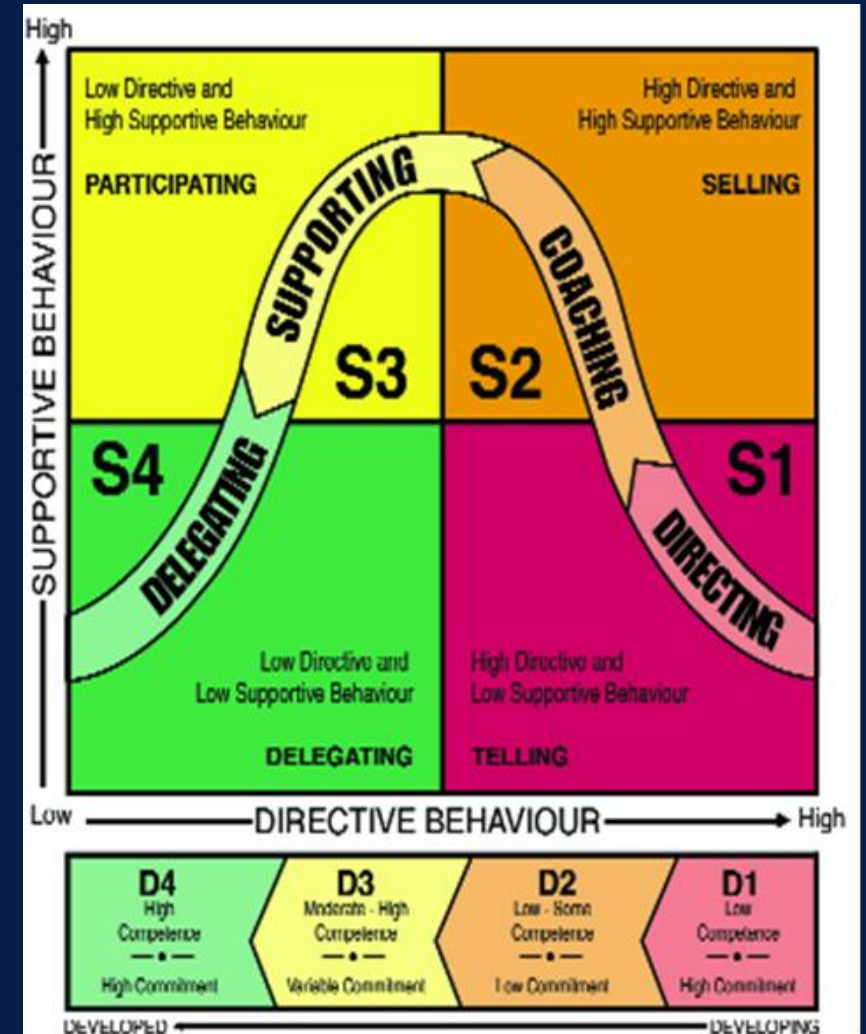 High
SUPPORTIVE BEHAVIOUR
Low Directive and
High Supportive Behaviour
PARTICIPATING
High Directive and
High Supportive Behaviour
SELLING
SUPPORTING
COACHING
S3
S2
S4
S1
DELEGATING
DIRECTING
Low Directive and
Low Supportive Behaviour
DELEGATING
High Directive and
Low Supportive Behaviour
TELLING
Low
DIRECTIVE BEHAVIOUR
High
D4
High
Competence
High Commitment
D3
Moderate - High
Competence
Variable Commitment
D2
Low - Some
Competence
Low Commitment
D1
Low
Competence
High Commitment
DEVELOPED
DEVELOPING